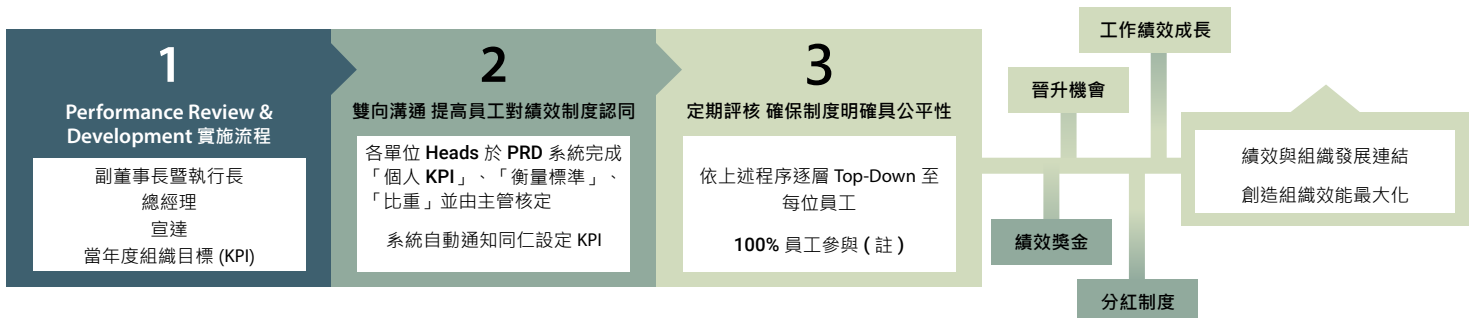 1
Performance Review &
Development 實施流程
副董事長暨執行長
總經理
宣達
當年度組織目標 (KPI)
2
雙向溝通 提高員工對績效制度認同
各單位 Heads 於 PRD 系統完成
「個人 KPI」、「衡量標準」、
「比重」並由主管核定
系統自動通知同仁設定 KPI
3
定期評核 確保制度明確具公平性
依上述程序逐層 Top-Down 至
每位員工
100% 員工參與 ( 註 )
工作績效成長
晉升機會
績效獎金
分紅制度
績效與組織發展連結
創造組織效能最大化